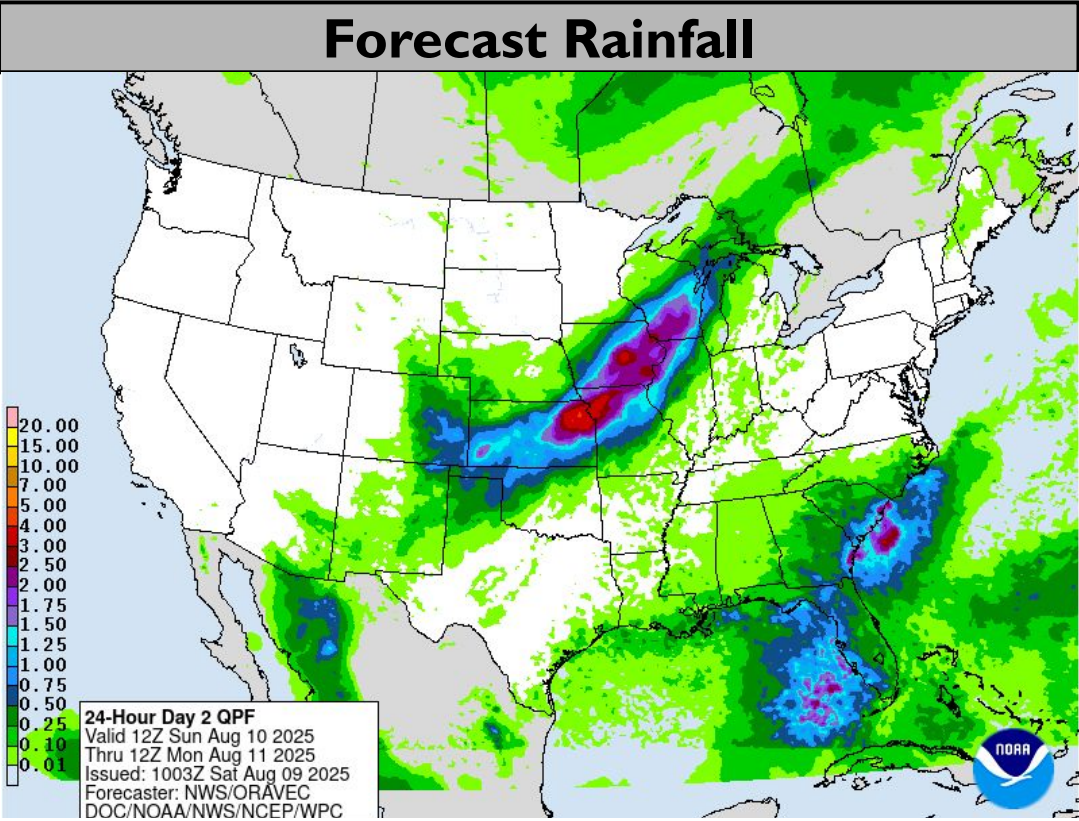 Forecast Rainfall
20.00
15.00
10.00
7.00
5.00
4.00
3.00
2.50
2.00
1.75
1.50
1.25
1.00
0.75
0.50
0.25
0.10
0.01
24-Hour Day 2 QPF
Valid 12Z Sun Aug 10 2025
Thru 12Z Mon Aug 11 2025
Issued: 1003Z Sat Aug 09 2025
Forecaster: NWS/ORAVEC
DOC/NOAA/NWS/NCEP/WPC
NOAA